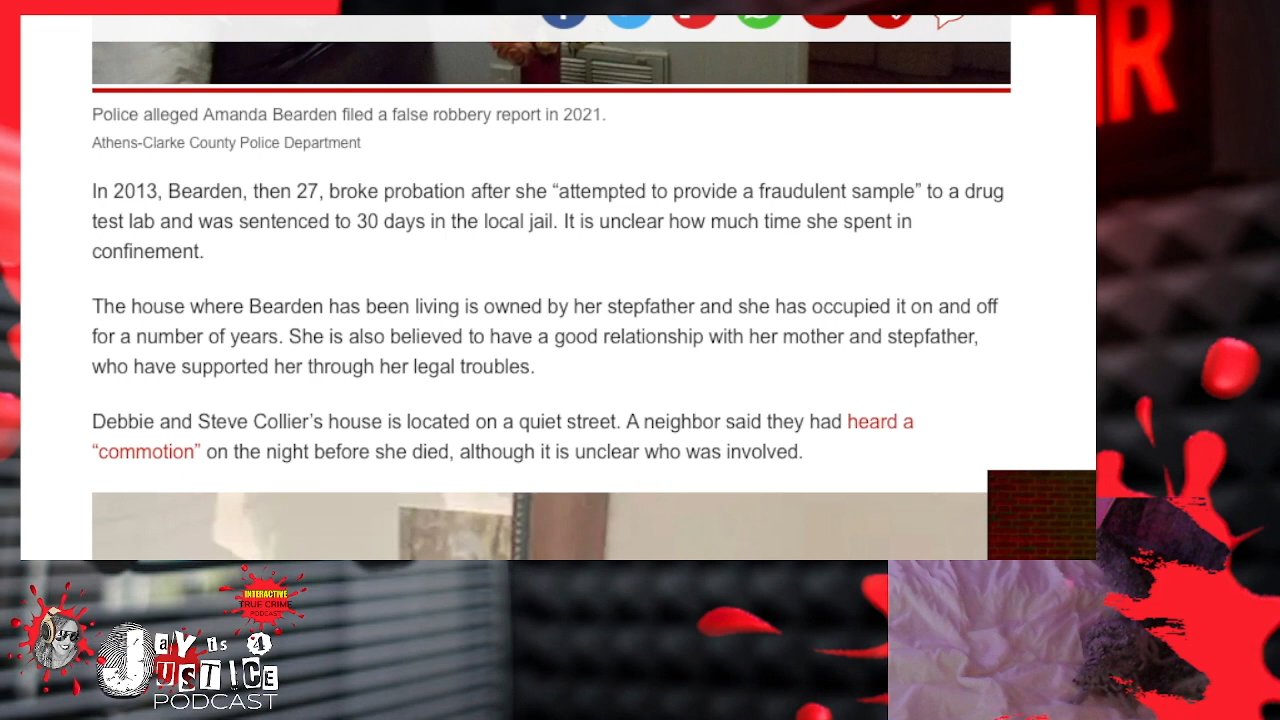 Police alleged Amanda Bearden filed a false robbery report in 2021.
Athens-Clarke County Police Department
In 2013, Bearden, then 27, broke probation after she “attempted to provide a fraudulent sample” to a drug
test lab and was sentenced to 30 days in the local jail. It is unclear how much time she spent in
confinement.
The house where Bearden has been living is owned by her stepfather and she has occupied it on and off
for a number of years. She is also believed to have a good relationship with her mother and stepfather,
who have supported her through her legal troubles.
Debbie and Steve Collier’s house is located on a quiet street. A neighbor said they had heard a
“commotion” on the night before she died, although it is unclear who was involved.
INTERACTIVE
TRUE CRIME
PODCAST
JAY is 4
JUSTICE
PODCAST